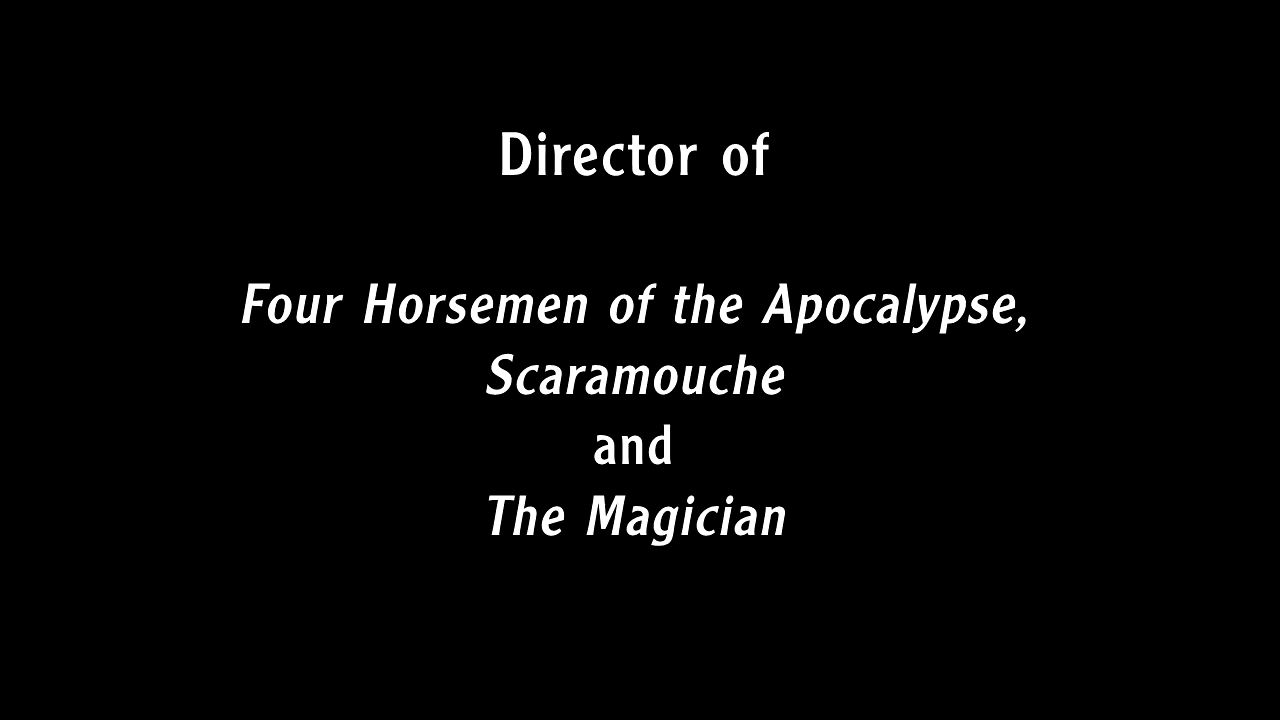 Director of
Four Horsemen of the Apocalypse,
Scaramouche
and
The Magician